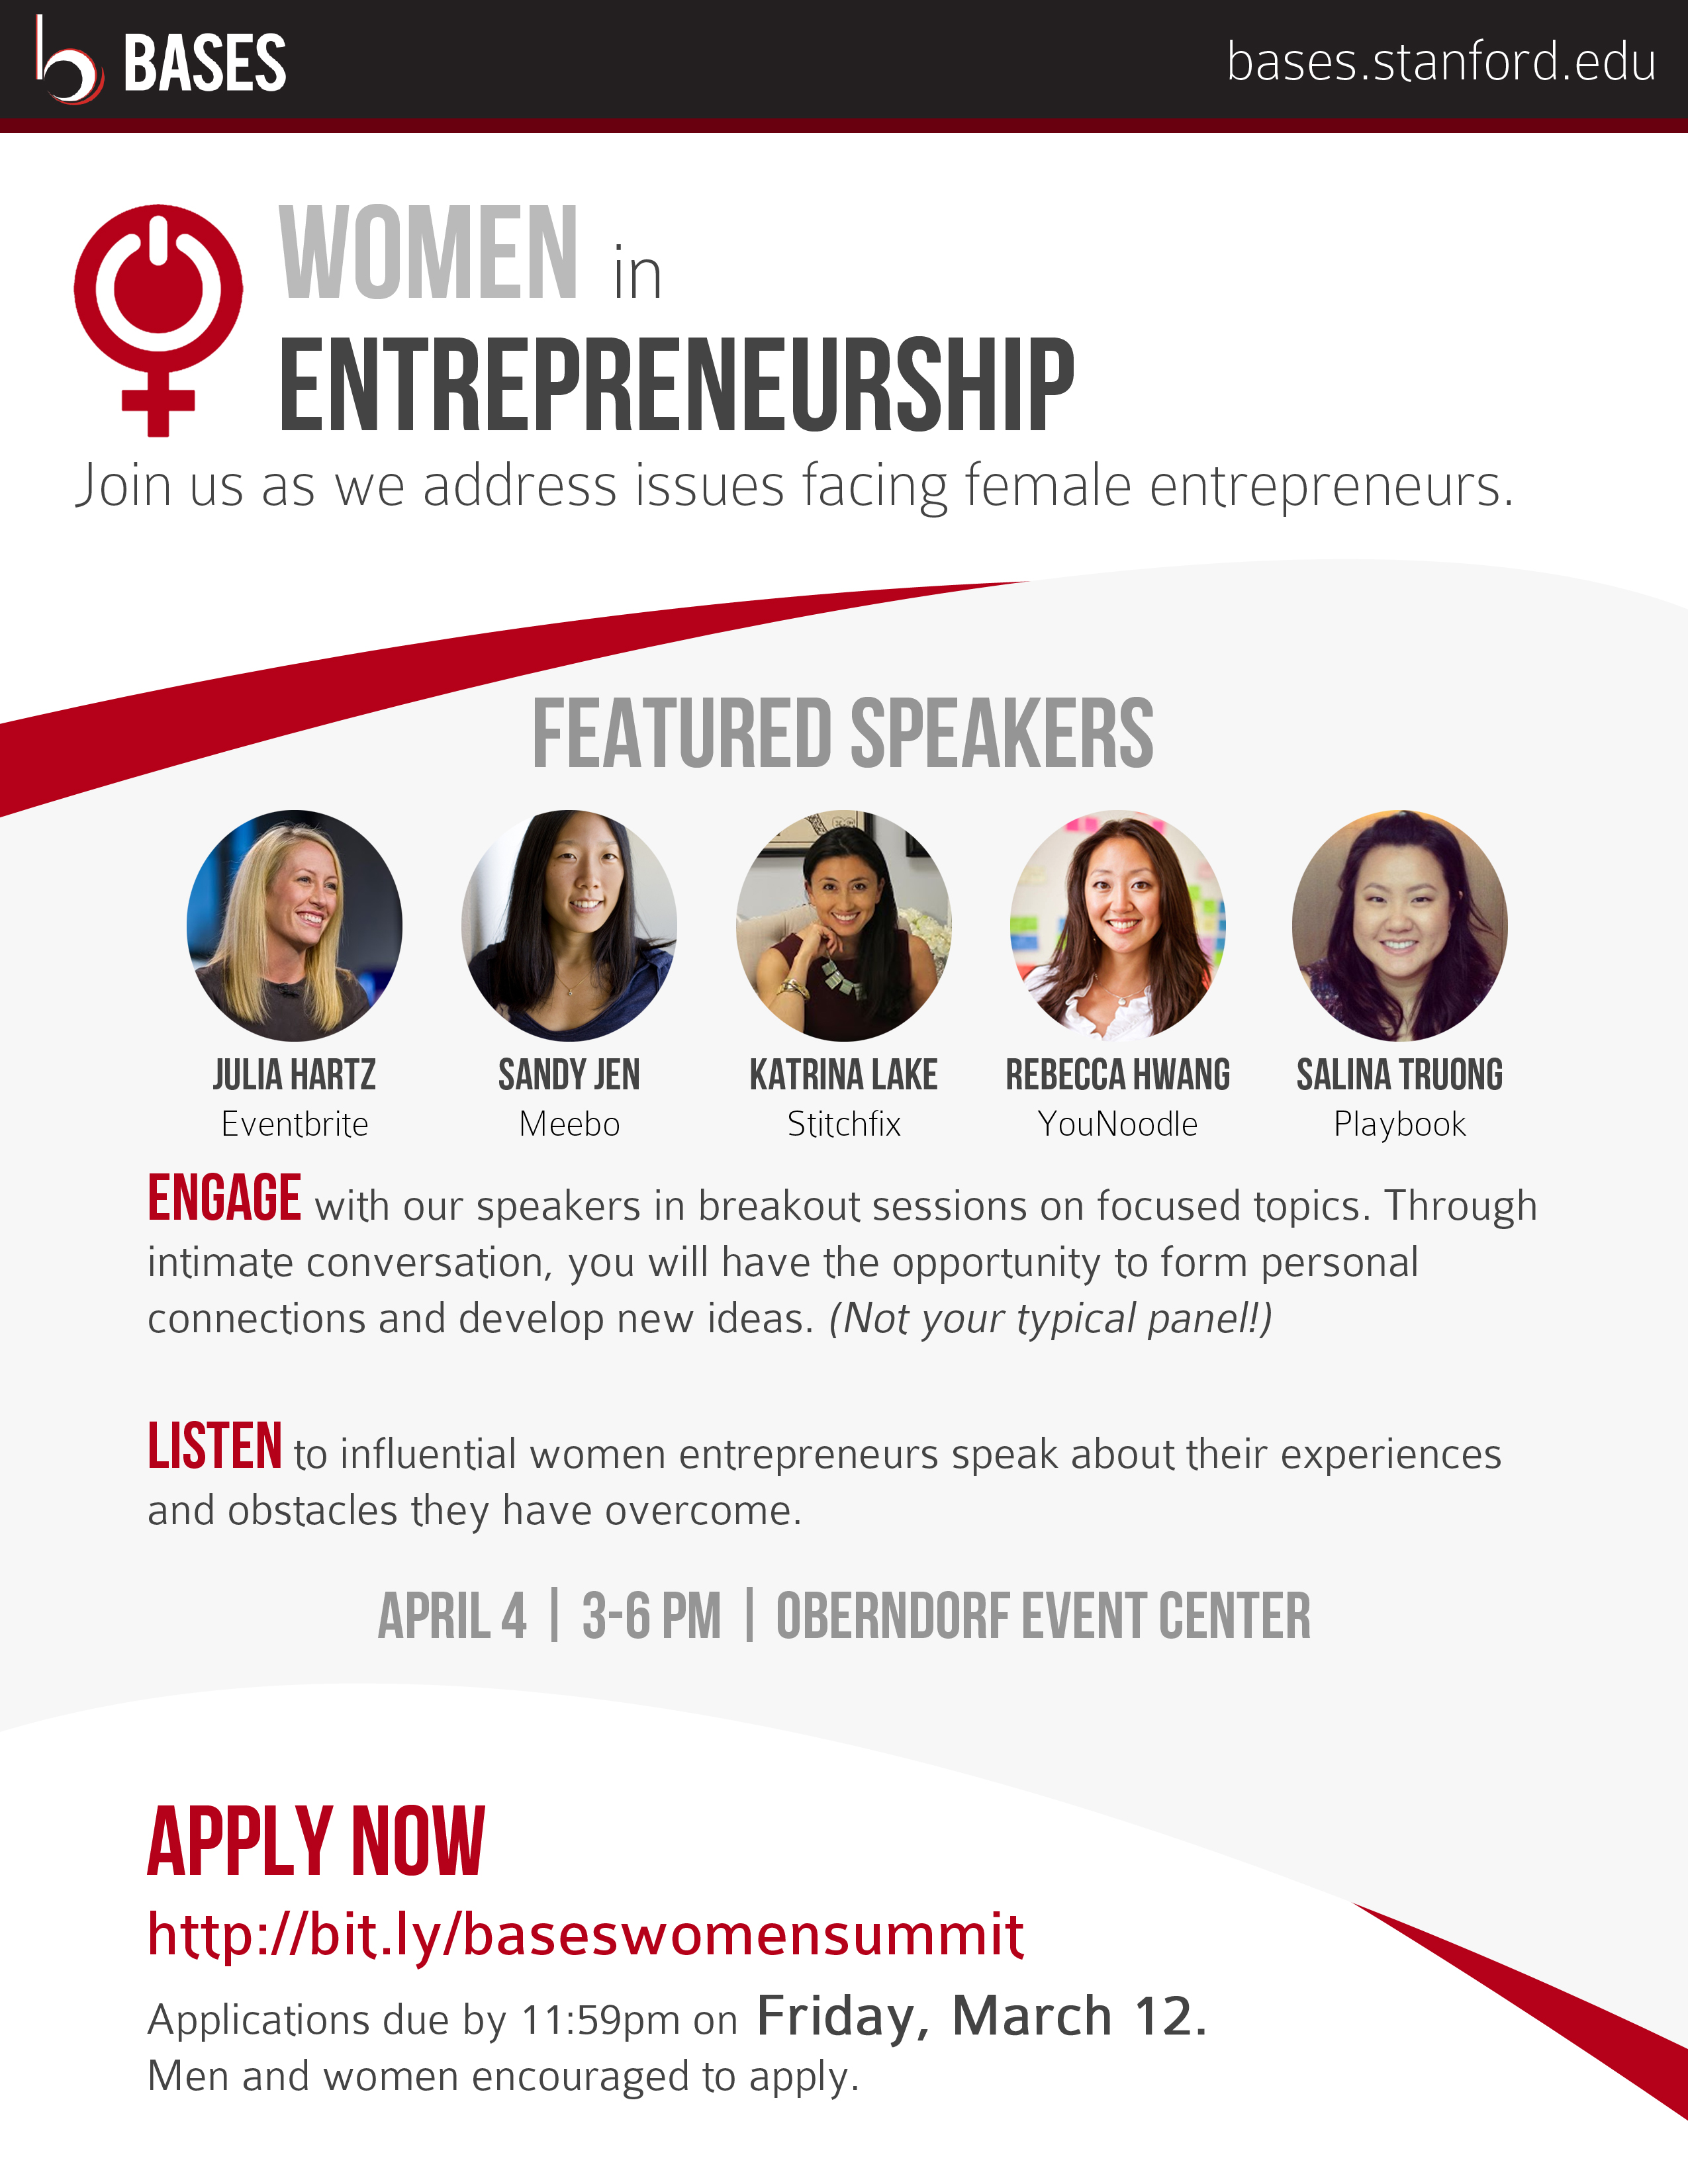 BASES
bases.stanford.edu
WOMEN in
ENTREPRENEURSHIP
Join us as we address issues facing female entrepreneurs.
FEATURED SPEAKERS
JULIA HARTZ
Eventbrite
SANDY JEN
Meebo
KATRINA LAKE
Stitchfix
REBECCA HWANG
YouNoodle
SALINA TRUONG
Playbook
ENGAGE with our speakers in breakout sessions on focused topics. Through
intimate conversation, you will have the opportunity to form personal
connections and develop new ideas. (Not your typical panel!)
LISTEN to influential women entrepreneurs speak about their experiences
and obstacles they have overcome.
APRIL 4 | 3-6 PM | OBERNDORF EVENT CENTER
APPLY NOW
http://bit.ly/baseswomensummit
Applications due by 11:59pm on Friday, March 12.
Men and women encouraged to apply.